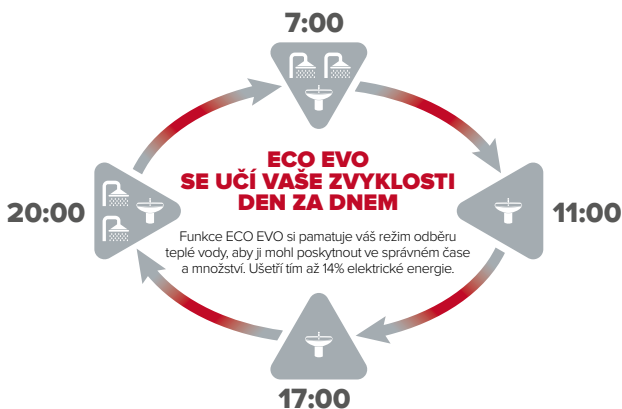 7:00
ECO EVO
SE UČÍ VAŠE ZVYKLOSTI
DEN ZA DNEM
20:00
11:00
Funkce ECO EVO si pamatuje váš režim odběru
teplé vody, aby ji mohl poskytnout ve správném čase
a množství. Ušetří tím až 14% elektrické energie.
17:00